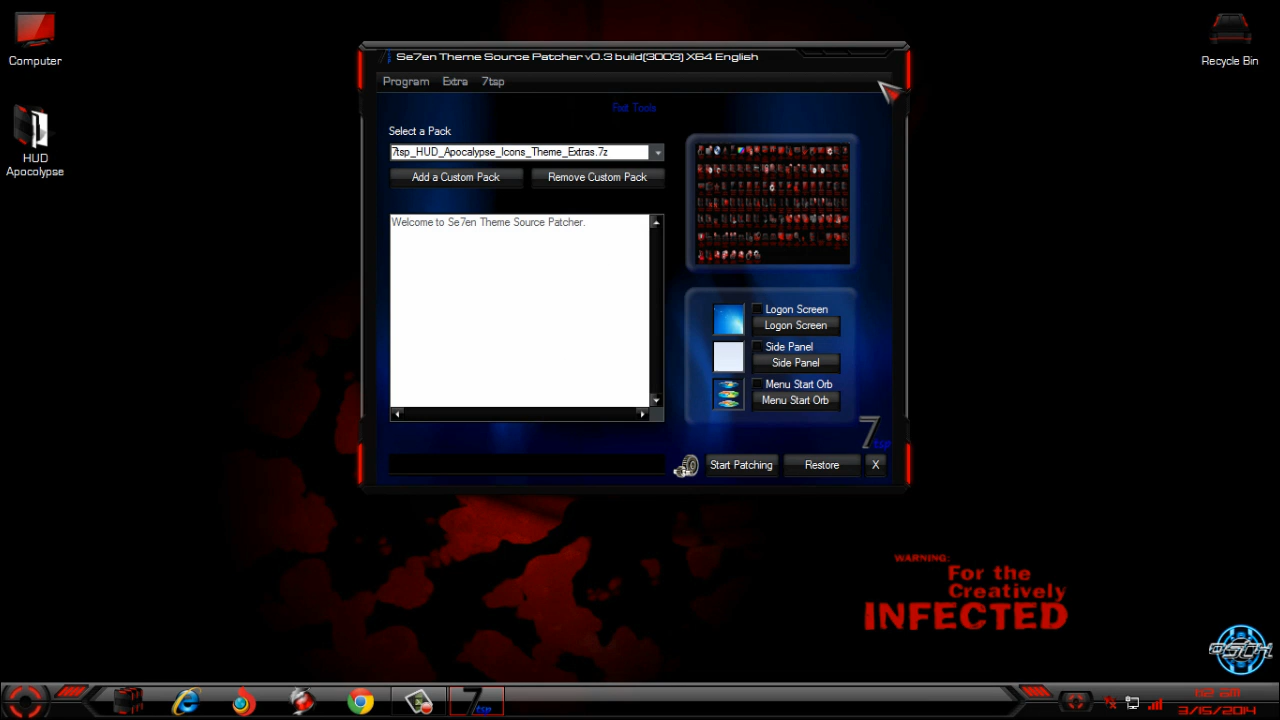 Computer
HUD
Apocalypse
Recycle Bin
Se7en Theme Source Patcher v0.3 build(3003) X64 English
Program Extra 7tsp
Select a Pack
7tsp_HUD_Apocalypse_Icons_Theme_Extras.7z
Add a Custom Pack Remove Custom Pack
Welcome to Se7en Theme Source Patcher.
Logon Screen
Logon Screen
Side Panel
Side Panel
Menu Start Orb
Menu Start Orb
7tsp
Start Patching Restore X
WARNING:
For the
Creatively
INFECTED
7tsp
3/15/2014